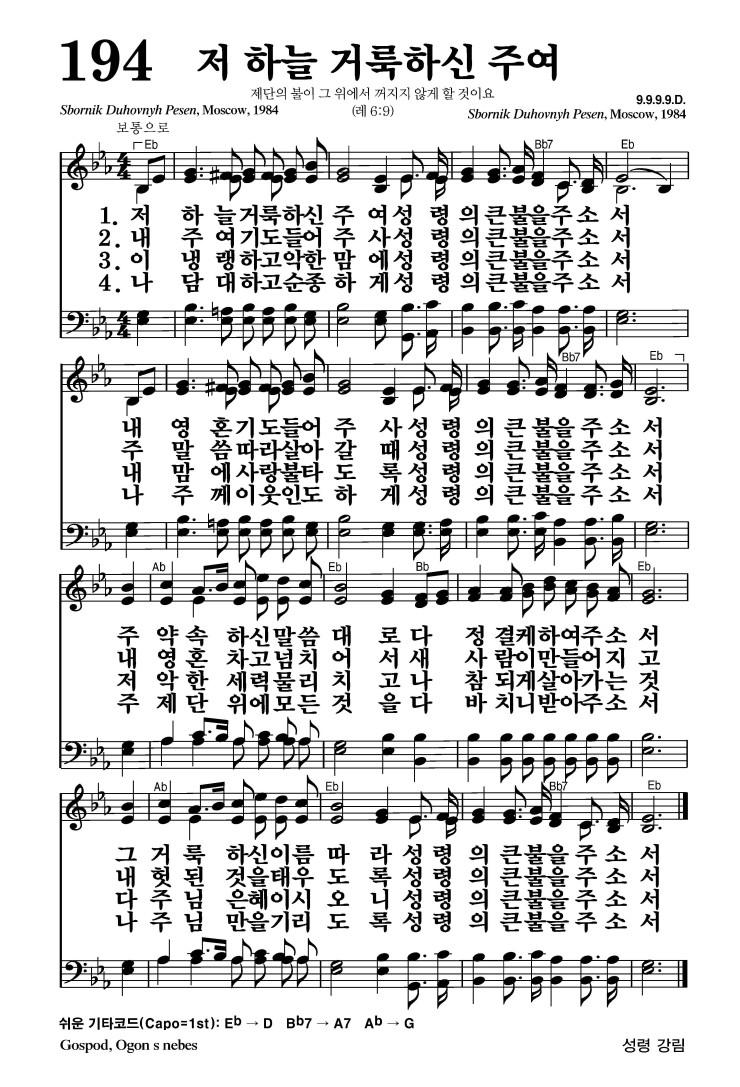 194 저 하늘 거룩하신 주여
제단의 불이 그 위에서 꺼지지 않게 할 것이요
9.9.9.9.D.
Sbornik Duhovnyh Pesen, Moscow, 1984
(레 6:9)
Sbornik Duhovnyh Pesen, Moscow, 1984
보통으로
Eb Bb7 Eb
1. 저 하 늘거룩하신 주 여성 령 의큰불을주소 서
2. 내 주 여기도들어 주 사성 령 의큰불을주소 서
3. 이 냉 랭하고악한 맘 에성 령 의큰불을주소 서
4. 나 담 대하고순종 하 게성 령 의큰불을주소 서
Bb7 Eb
내 영 혼기도들어 주 사성 령 의큰불을주소 서
주 말 씀따라살아 갈 때성 령 의큰불을주소 서
내 맘 에사랑불타 도 록성 령 의큰불을주소 서
나 주 께이웃인도 하 게성 령 의큰불을주소 서
Ab Eb Bb Eb
주 약속 하신말씀 대 로다 정결케하여주소 서
내 영혼 차고넘치 어 서새 사람이만들어지 고
저 악한 세력물리 치 고나 참되게살아가는 것
주 제단 위에모든 것 을다 바치니받아주소 서
Ab Eb Bb7 Eb
그 거룩 하신이름 따 라성 령 의큰불을주소 서
내 헛된 것을태우 도 록성 령 의큰불을주소 서
다 주님 은혜이시 오 니성 령 의큰불을주소 서
나 주님 만을기리 도 록성 령 의큰불을주소 서
쉬운 기타코드(Capo=1st): Eb → D Bb7 → A7 Ab → G
Gospod, Ogon s nebes
성령 강림